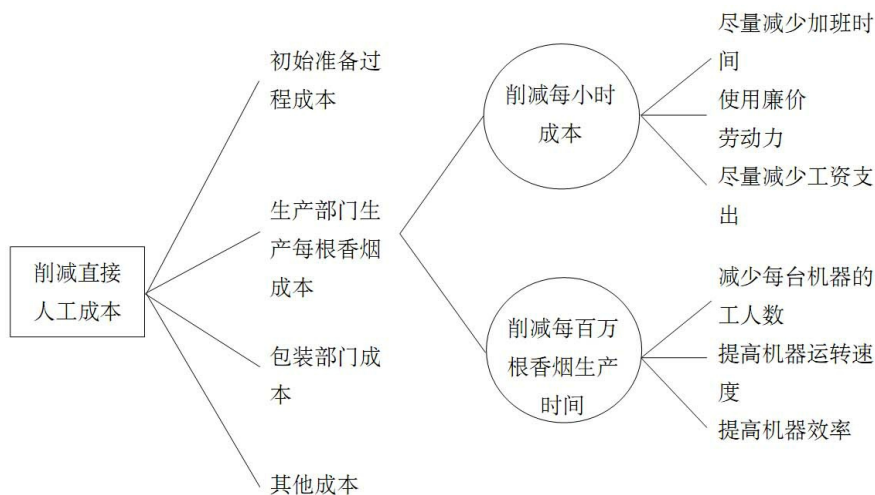 削减直接
人工成本
初始准备过
程成本
生产部门生
产每根香烟
成本
包装部门成
本
其他成本
削减每小时
成本
削减每百万
根香烟生产
时间
尽量减少加班时
间
使用廉价
劳动力
尽量减少工资支
出
减少每台机器的
工人数
提高机器运转速
度
提高机器效率